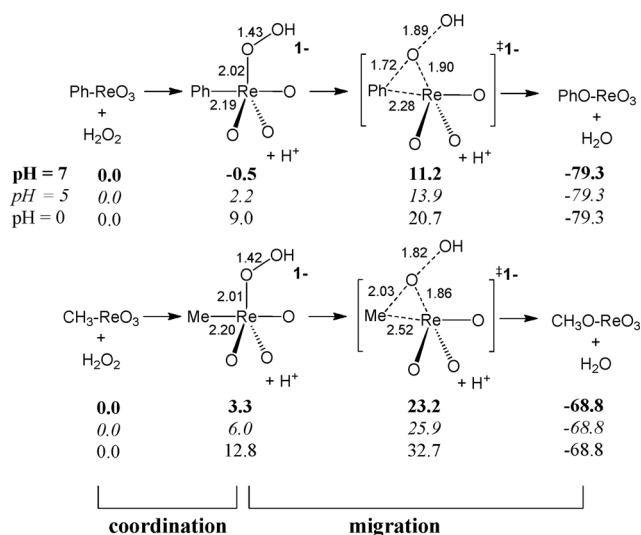 1.43
OH
O
1-
2.02
Ph-ReO3
+
H2O2
Ph
Re
O
2.19
O
O
+ H+
1.89
OH
‡1-
O
1.72
1.90
Ph
Re
O
2.28
O
O
+ H+
PhO-ReO3
+
H2O
pH = 7 0.0 -0.5 11.2 -79.3
pH = 5 0.0 2.2 13.9 -79.3
pH = 0 0.0 9.0 20.7 -79.3
1.42
OH
O
1-
2.01
CH3-ReO3
+
H2O2
Me
Re
O
2.20
O
O
+ H+
1.82
OH
‡1-
O
2.03
1.86
Me
Re
O
2.52
O
O
+ H+
CH3O-ReO3
+
H2O
0.0 3.3 23.2 -68.8
0.0 6.0 25.9 -68.8
0.0 12.8 32.7 -68.8
coordination migration